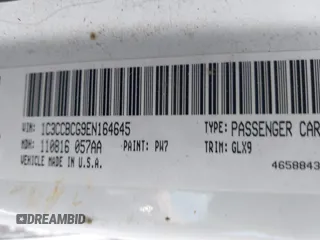 VIN: 1C3CCBCG9EN164645 TYPE: PASSENGER CAR
MDH: 110816 057AA PAINT: PW7 TRIM: GLX9
VEHICLE MADE IN U.S.A. 4658843
DREAMBID